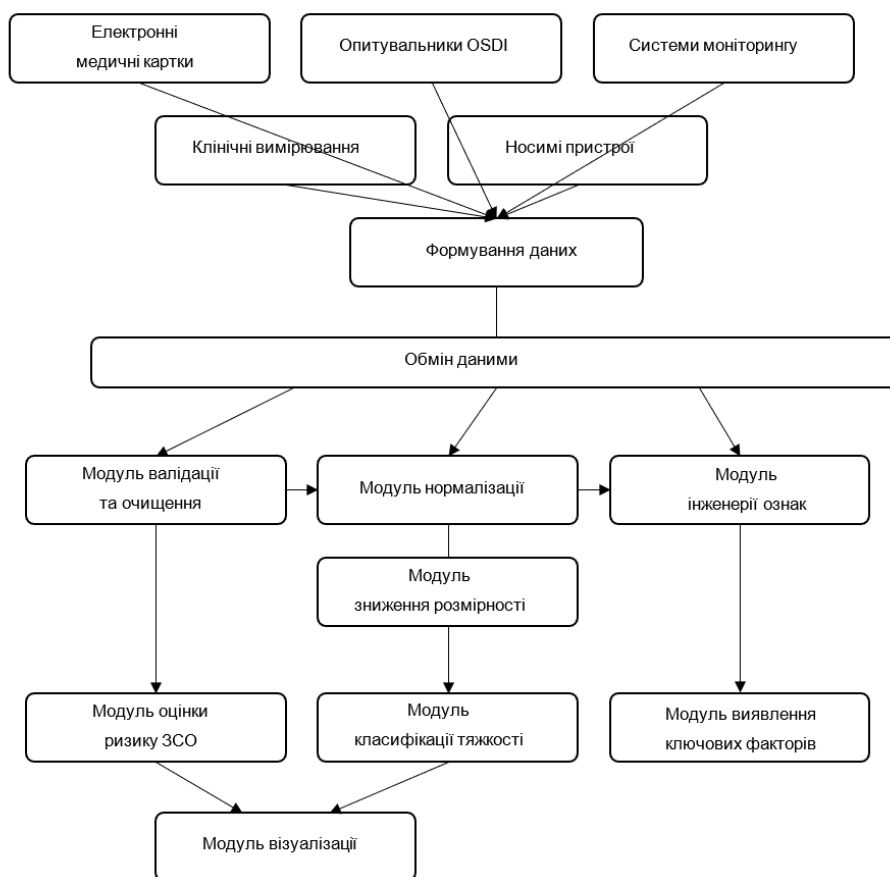 Електронні
медичні картки
Опитувальники OSDI
Системи моніторингу
Клінічні вимірювання
Носимі пристрої
Формування даних
Обмін даними
Модуль валідації
та очищення
Модуль нормалізації
Модуль
інженерії ознак
Модуль
зниження розмірності
Модуль оцінки
ризику ЗСО
Модуль
класифікації тяжкості
Модуль виявлення
ключових факторів
Модуль візуалізації